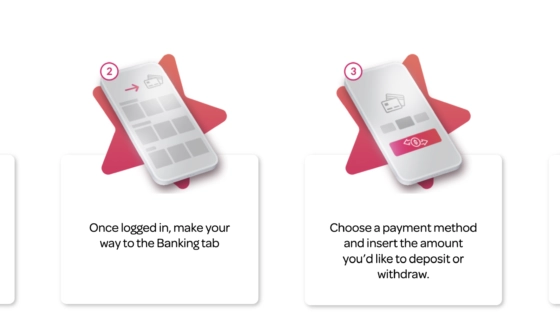 2
Once logged in, make your
way to the Banking tab
3
Choose a payment method
and insert the amount
you'd like to deposit or
withdraw.